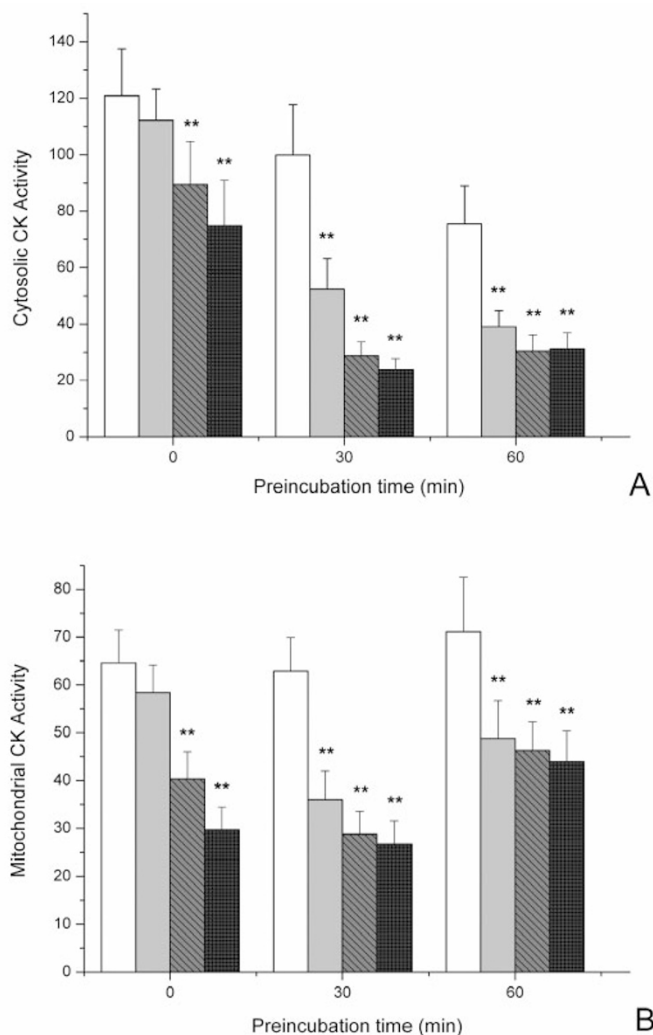 140
120
100
80
60
40
20
0
Cytosolic CK Activity
** **
** ** **
** ** **
0 30 60
Preincubation time (min)
A
80
70
60
50
40
30
20
10
0
Mitochondrial CK Activity
** **
** ** **
** ** **
0 30 60
Preincubation time (min)
B